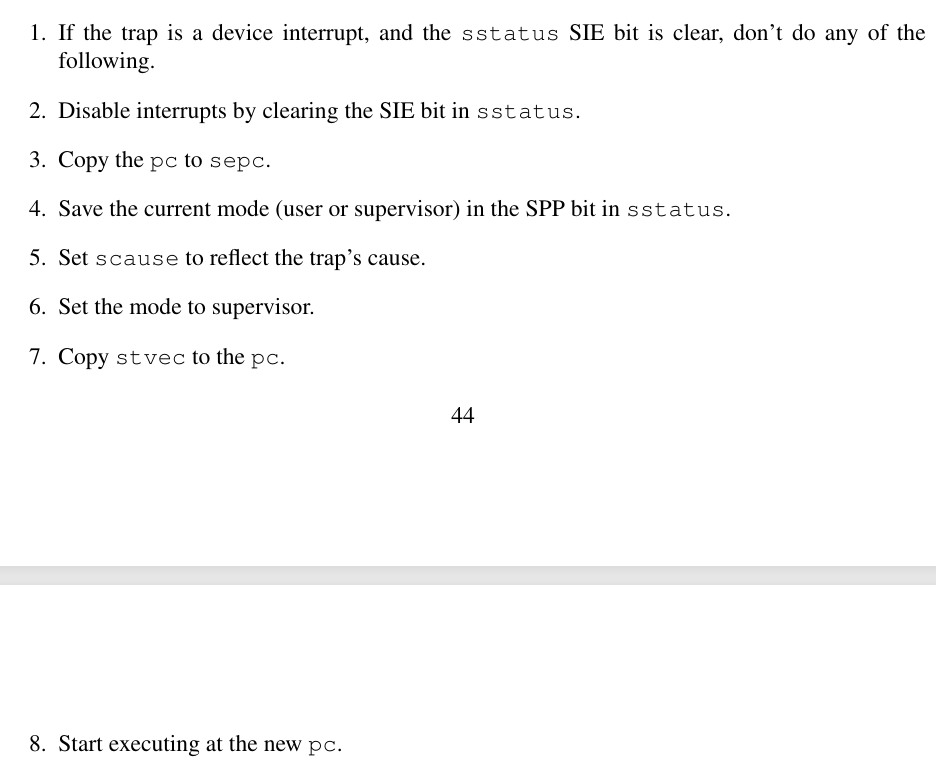 1. If the trap is a device interrupt, and the sstatus SIE bit is clear, don’t do any of the
following.
2. Disable interrupts by clearing the SIE bit in sstatus.
3. Copy the pc to sepc.
4. Save the current mode (user or supervisor) in the SPP bit in sstatus.
5. Set scause to reflect the trap’s cause.
6. Set the mode to supervisor.
7. Copy stvec to the pc.
44
8. Start executing at the new pc.